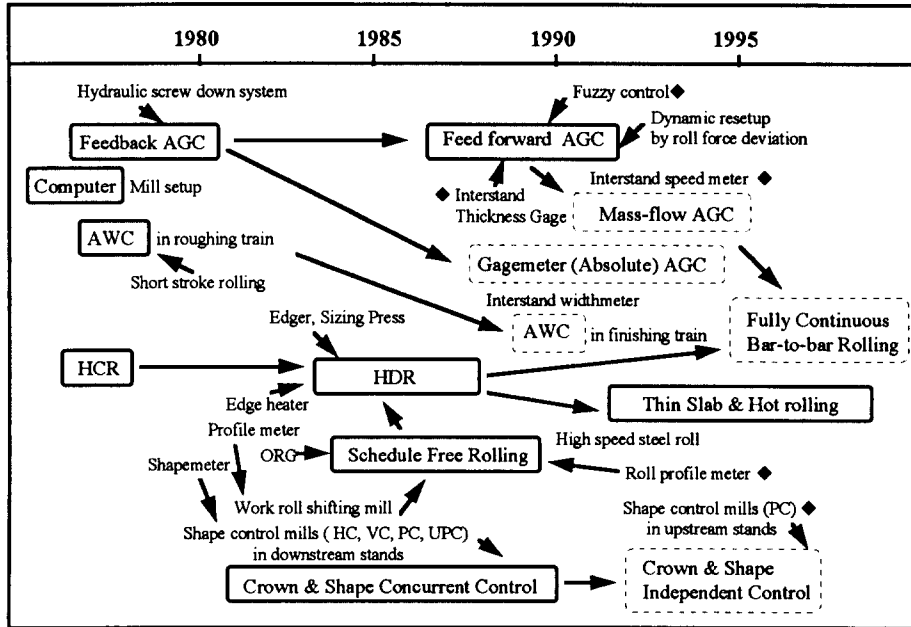 1980 1985 1990 1995
Hydraulic screw down system
Fuzzy control◆
Feedback AGC
Feed forward AGC
Dynamic resetup
by roll force deviation
Computer Mill setup
◆ Interstand
Thickness Gage
Interstand speed meter ◆
Mass-flow AGC
AWC in roughing train
Short stroke rolling
Gagemeter (Absolute) AGC
Interstand widthmeter
AWC in finishing train
Fully Continuous
Bar-to-bar Rolling
Edger, Sizing Press
HCR
HDR
Edge heater
Thin Slab & Hot rolling
Profile meter
ORG
Schedule Free Rolling
High speed steel roll
Shapemeter
Roll profile meter ◆
Work roll shifting mill
Shape control mills ( HC, VC, PC, UPC)
in downstream stands
Shape control mills (PC) ◆
in upstream stands
Crown & Shape Concurrent Control
Crown & Shape
Independent Control